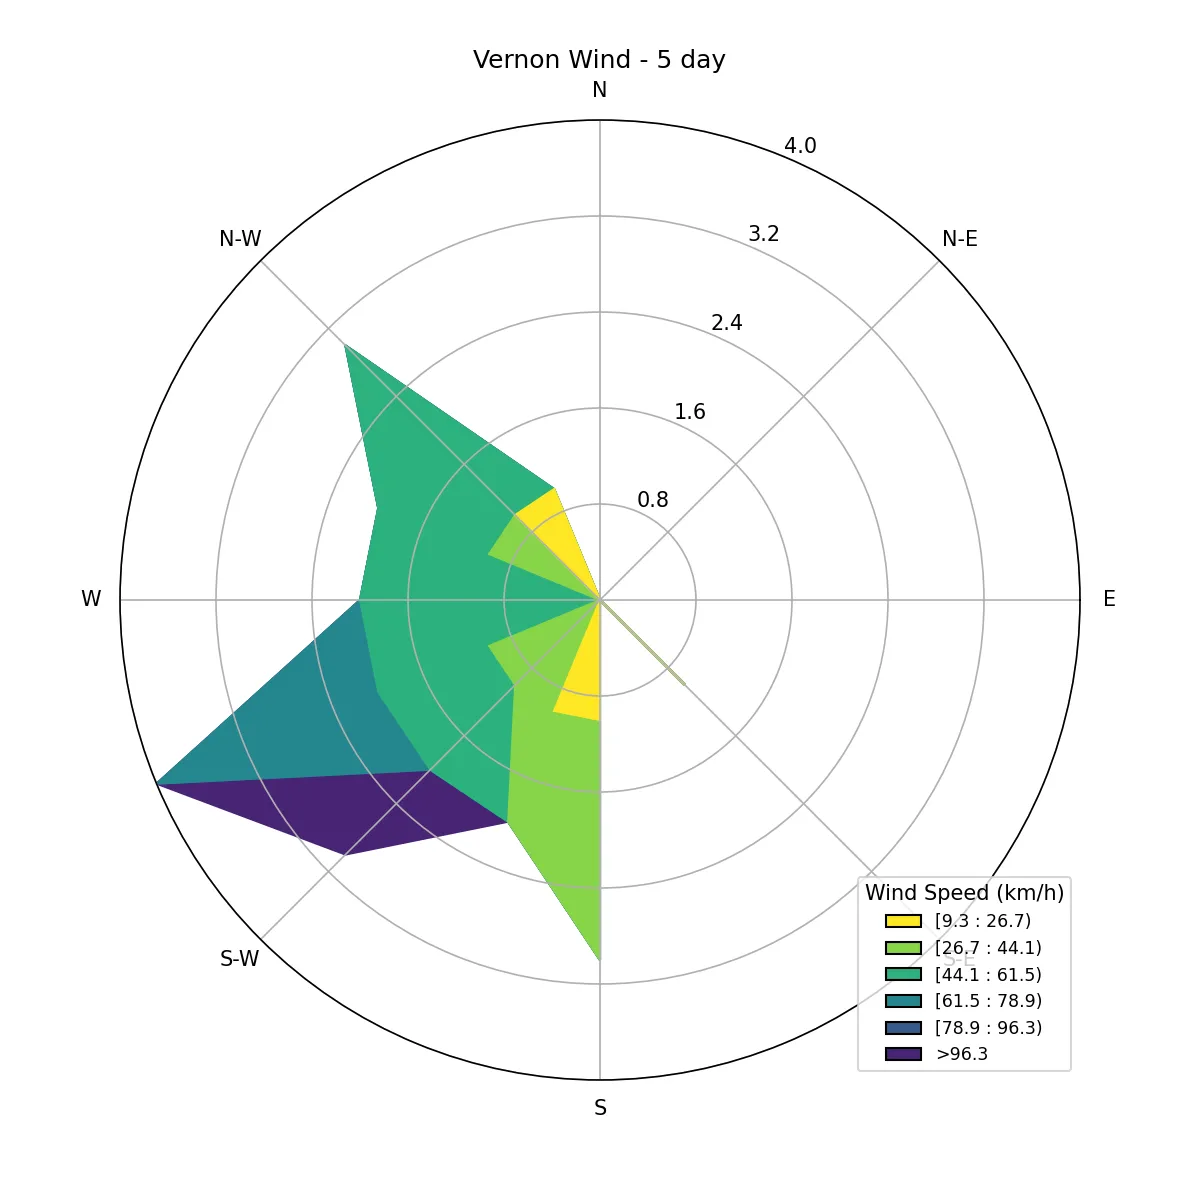 Vernon Wind - 5 day
N
4.0
N-W
3.2
N-E
2.4
1.6
0.8
W
E
Wind Speed (km/h)
[9.3 : 26.7)
[26.7 : 44.1)
S-W
S-E
[44.1 : 61.5)
[61.5 : 78.9)
[78.9 : 96.3)
>96.3
S